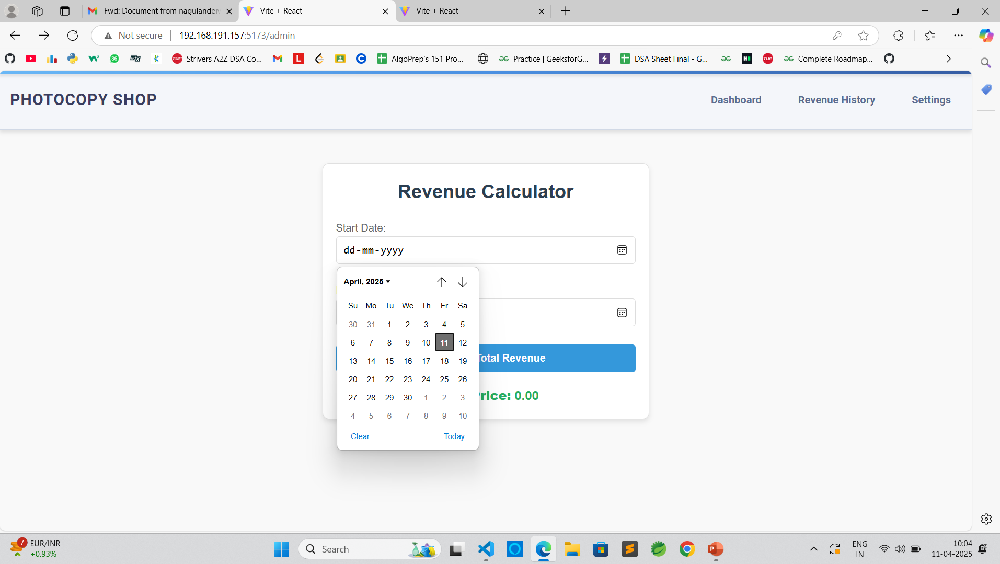 Fwd: Document from nagulandeiv
Vite + React
Vite + React
Not secure
192.168.191.157:5173/admin
Strivers A2Z DSA Co...
AlgoPrep's 151 Pro...
Practice | GeeksforG...
DSA Sheet Final - G...
Complete Roadmap...
PHOTOCOPY SHOP
Dashboard
Revenue History
Settings
Revenue Calculator
Start Date:
dd-mm-yyyy
April, 2025
Su Mo Tu We Th Fr Sa
30 31 1 2 3 4 5
6 7 8 9 10 11 12
13 14 15 16 17 18 19
20 21 22 23 24 25 26
27 28 29 30 1 2 3
4 5 6 7 8 9 10
Clear
Today
Total Revenue
Price: 0.00
7
EUR/INR
+0.93%
Search
ENG
IN
10:04
11-04-2025